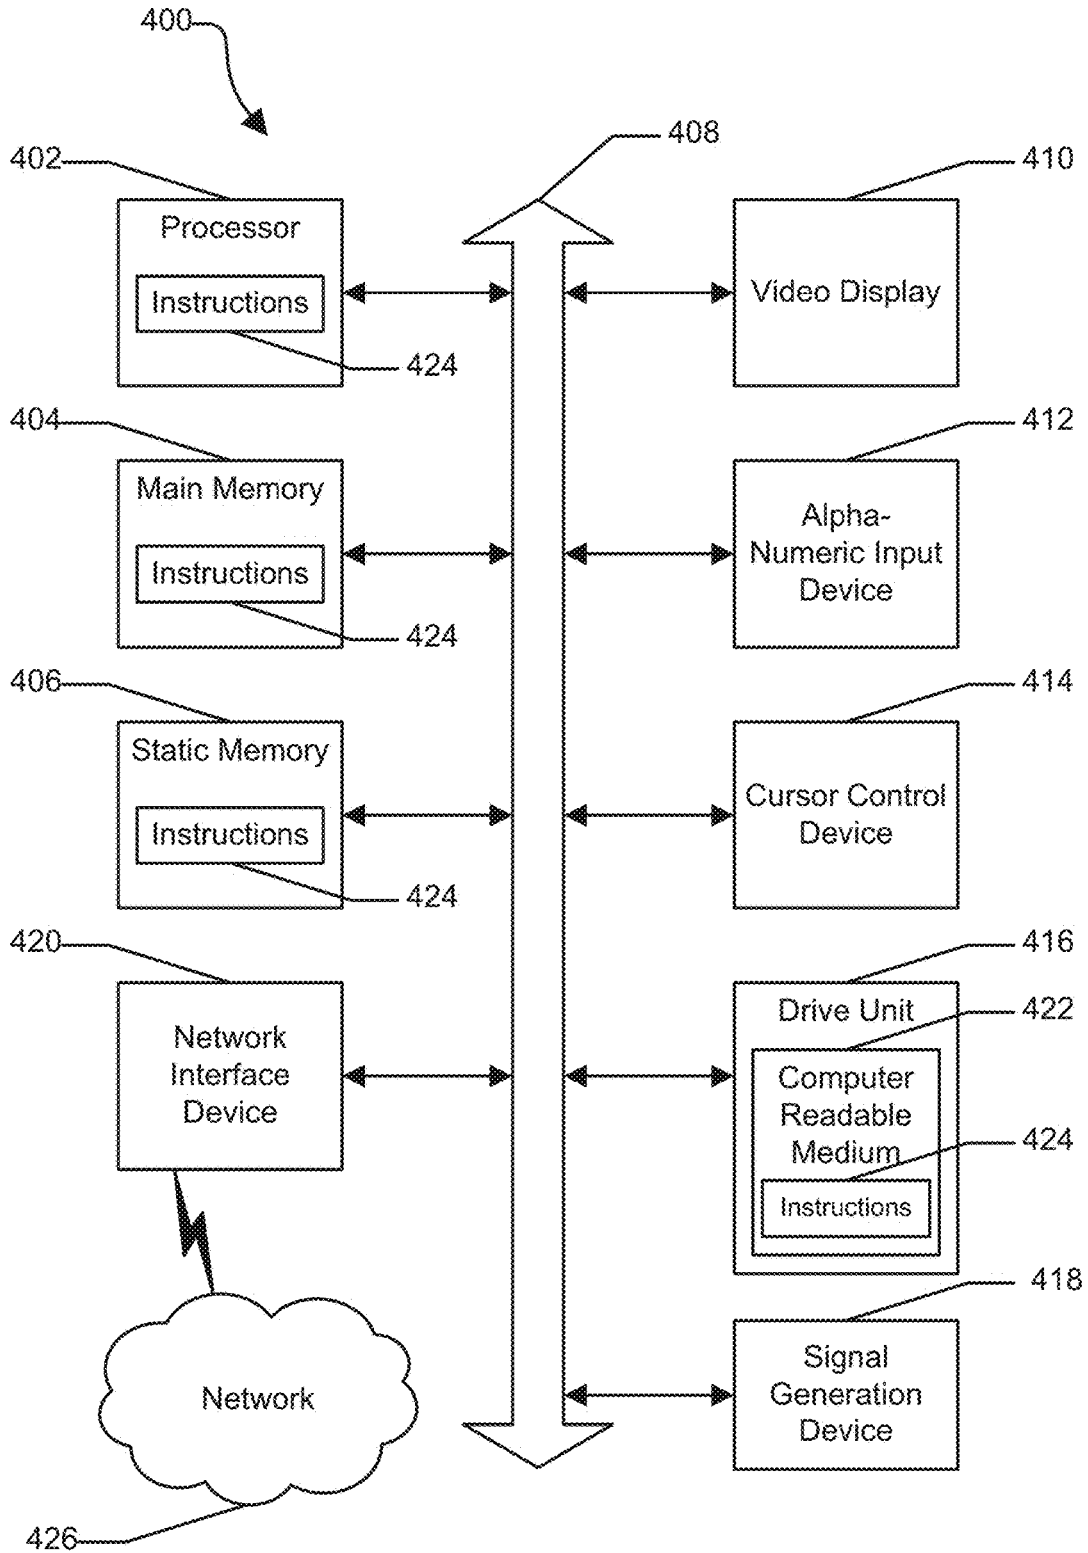 400
408
402
410
Processor
Instructions
424
Video Display
404
412
Main Memory
Instructions
424
Alpha-
Numeric Input
Device
406
414
Static Memory
Instructions
424
Cursor Control
Device
420
416
Network
Interface
Device
Drive Unit
422
Computer
Readable
Medium
424
Instructions
418
Signal
Generation
Device
Network
426